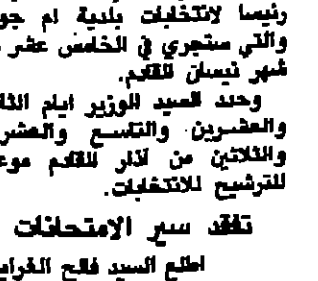 رئيسا لانتخابات بلدية ام جو
والتي ستجري في الخامس عشر
شهر نيسان القادم.
وحدد السيد الوزير ايام الثا
والعشرين والتاسع والعشر
والثلاثين من آذار القادم موع
للترشيح للانتخابات.
تفقد سير الامتحانات
اطلع السيد فالح الغراي